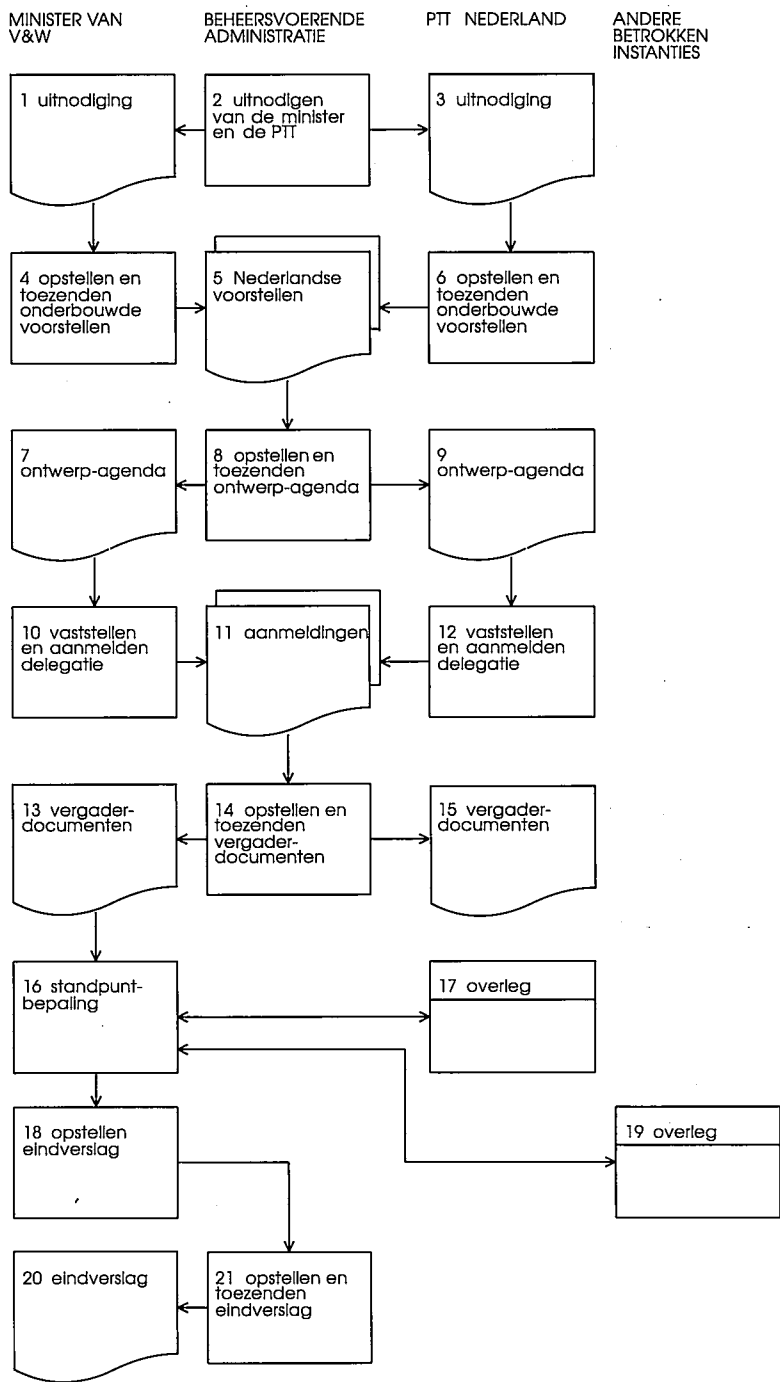 MINISTER VAN
V&W
BEHEERSVOERENDE
ADMINISTRATIE
PTT NEDERLAND
ANDERE
BETROKKEN
INSTANTIES
1 uitnodiging
2 uitnodigen
van de minister
en de PTT
3 uitnodiging
4 opstellen en
toezenden
onderbouwde
voorstellen
5 Nederlandse
voorstellen
6 opstellen en
toezenden
onderbouwde
voorstellen
7
ontwerp-agenda
8 opstellen en
toezenden
ontwerp-agenda
9
ontwerp-agenda
10 vaststellen
en aanmelden
delegatie
11 aanmeldingen
12 vaststellen
en aanmelden
delegatie
13 vergader-
documenten
14 opstellen en
toezenden
vergader-
documenten
15 vergader-
documenten
16 standpunt-
bepaling
17 overleg
18 opstellen
eindverslag
19 overleg
20 eindverslag
21 opstellen en
toezenden
eindverslag